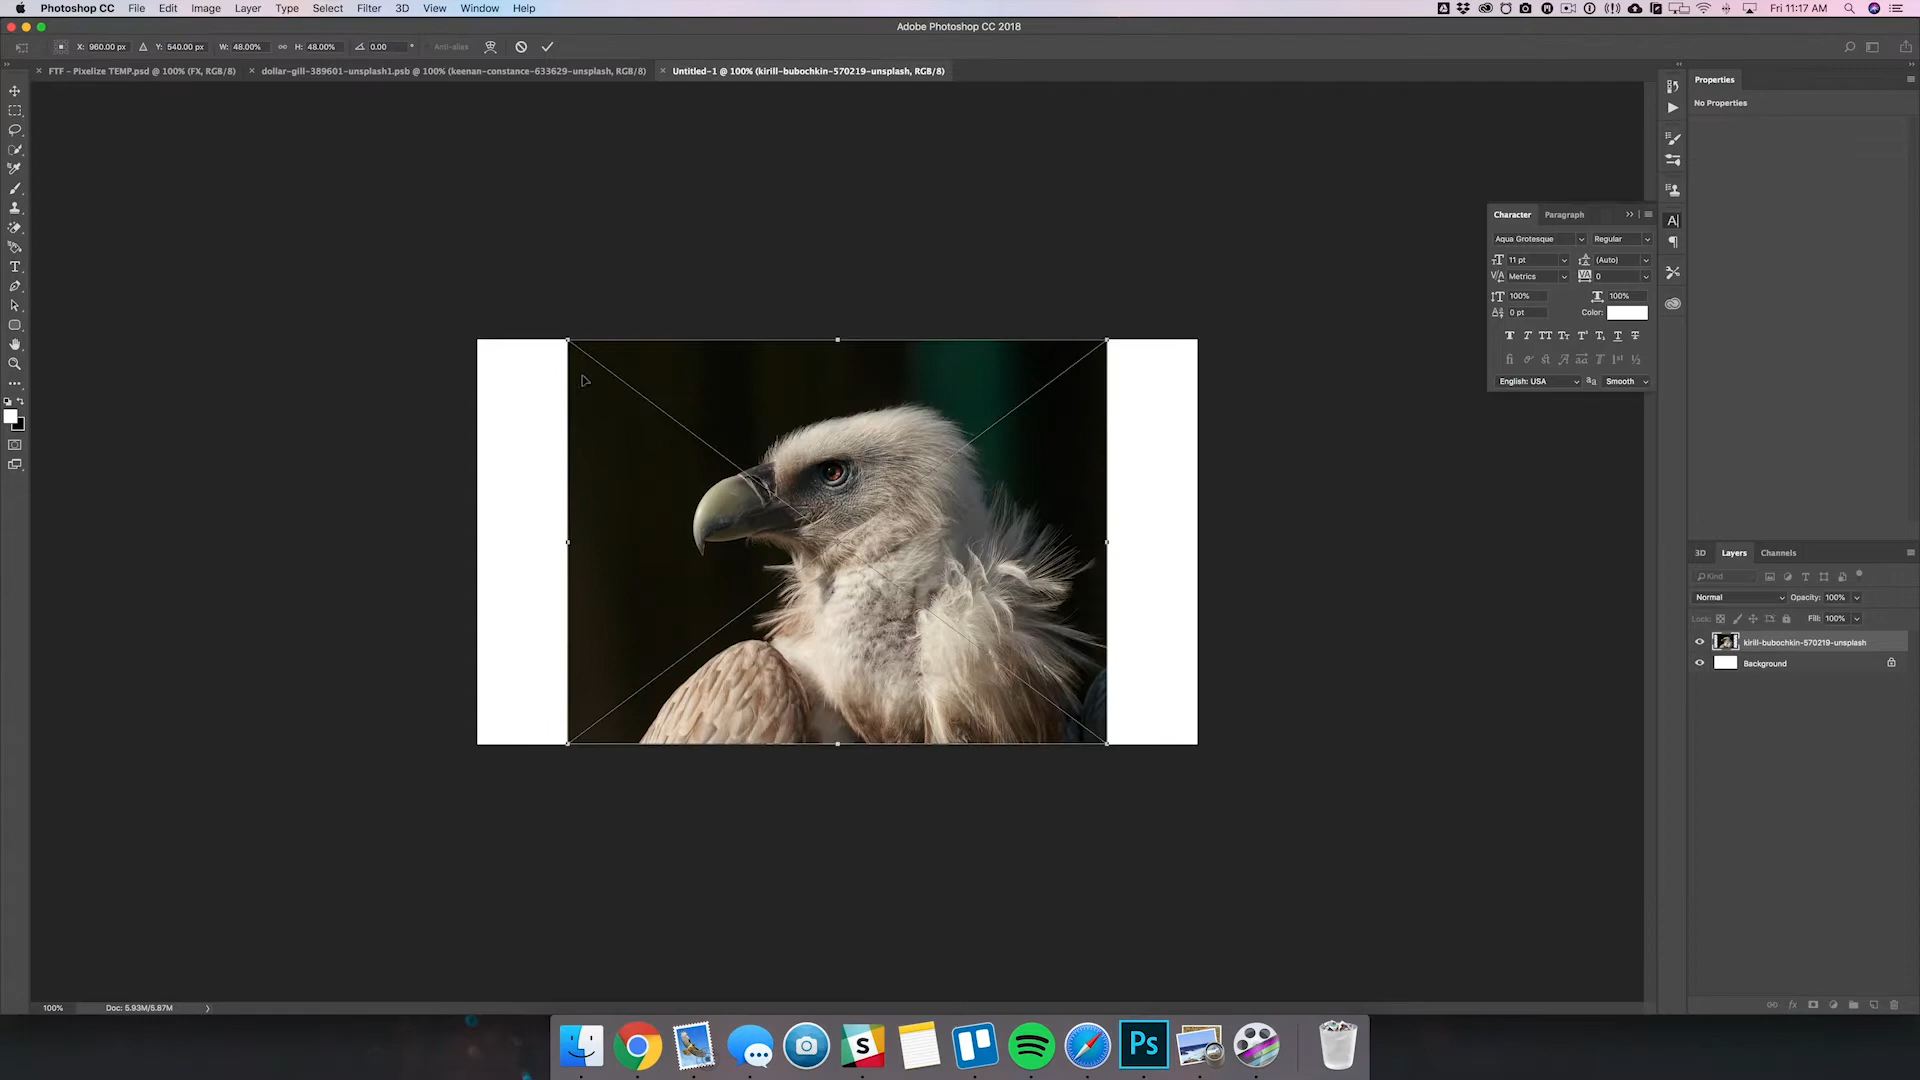 Photoshop CC File Edit Image Layer Type Select Filter 3D View Window Help Fri 11:17 AM
Adobe Photoshop CC 2018
X: 960.00 px Y: 540.00 px W: 48.00% H: 48.00% 0.00 ° Anti-alias
FTF - Pixelize TEMP.psd @ 100% (FX, RGB/8) dollar-gill-389601-unsplash1.psb @ 100% (keenan-constance-633629-unsplash, RGB/8) Untitled-1 @ 100% (kirill-bubochkin-570219-unsplash, RGB/8)
Properties
No Properties
Character Paragraph
Aqua Grotesque Regular
11 pt (Auto)
Metrics 0
100% 100%
0 pt Color:
English: USA Smooth
3D Layers Channels
Kind
Normal Opacity: 100%
Lock: Fill: 100%
kirill-bubochkin-570219-unsplash
Background
100% Doc: 5.93M/5.87M
Ps